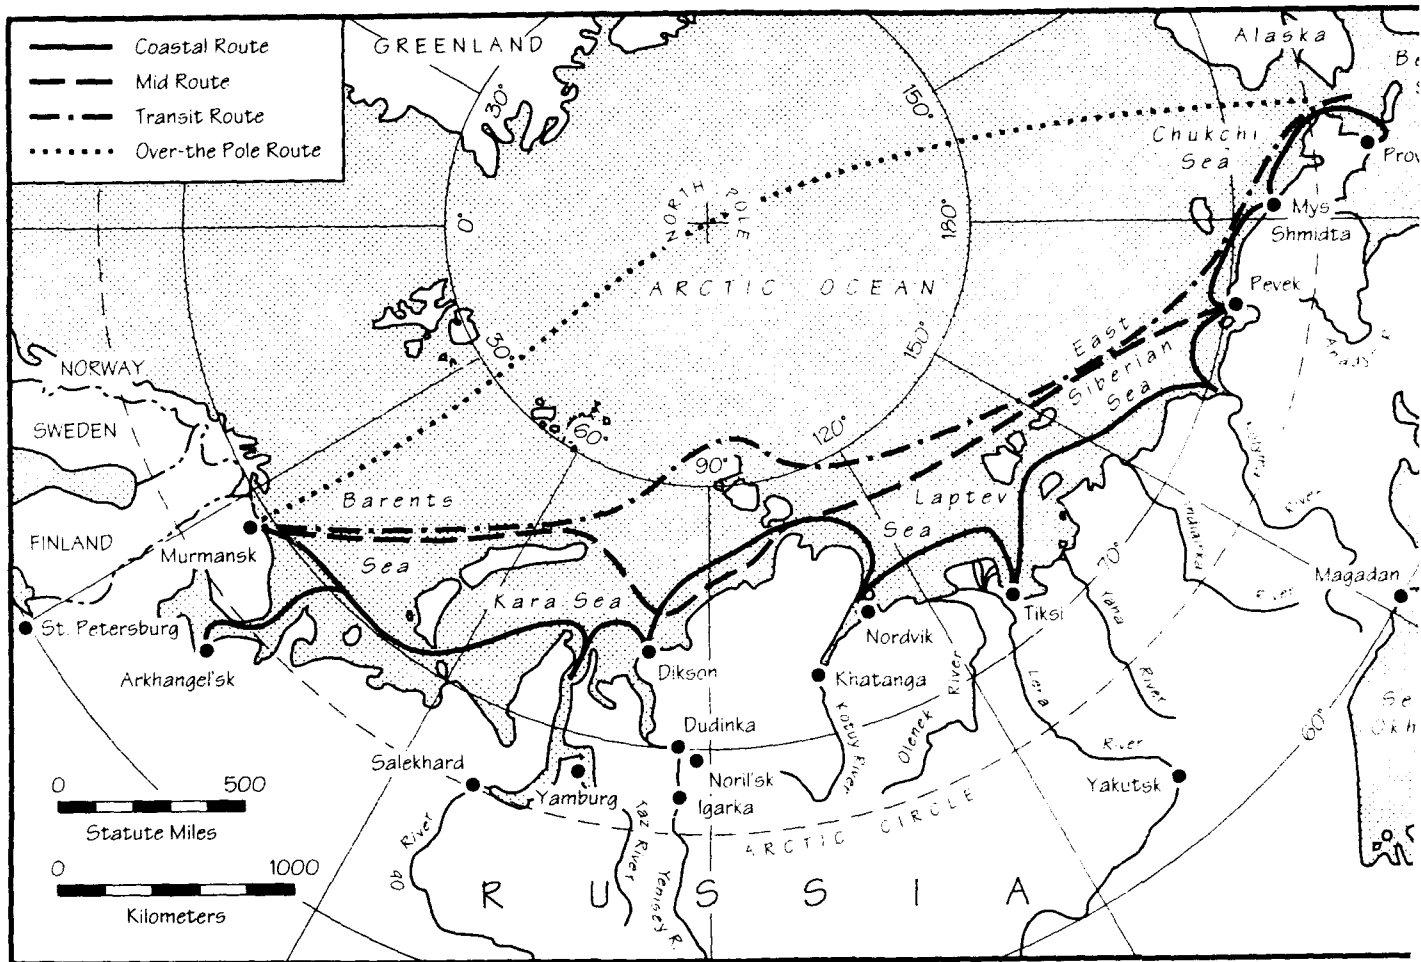 Coastal Route
Mid Route
Transit Route
Over-the Pole Route
GREENLAND
Alaska
Be
30°
150°
Chukchi
Sea
Prov
NORTH POLE
0°
180°
Mys
Shmidta
ARCTIC OCEAN
Pevek
East
Siberian
Sea
30°
150°
NORWAY
SWEDEN
60°
120°
90°
Barents
Sea
Laptev
Sea
River
FINLAND
Murmansk
Kara Sea
70°
Magadan
River
St. Petersburg
Nordvik
Tiksi
Yana
River
Arkhangel'sk
Dikson
Khatanga
River
Olenek
Lena
River
Kotuy River
Dudinka
60°
Se
Okh
Salekhard
Noril'sk
Yamburg
Igarka
Yakutsk
0 500
Statute Miles
River
Taz River
Yenisey R.
ARCTIC CIRCLE
0 1000
Kilometers
RUSSIA